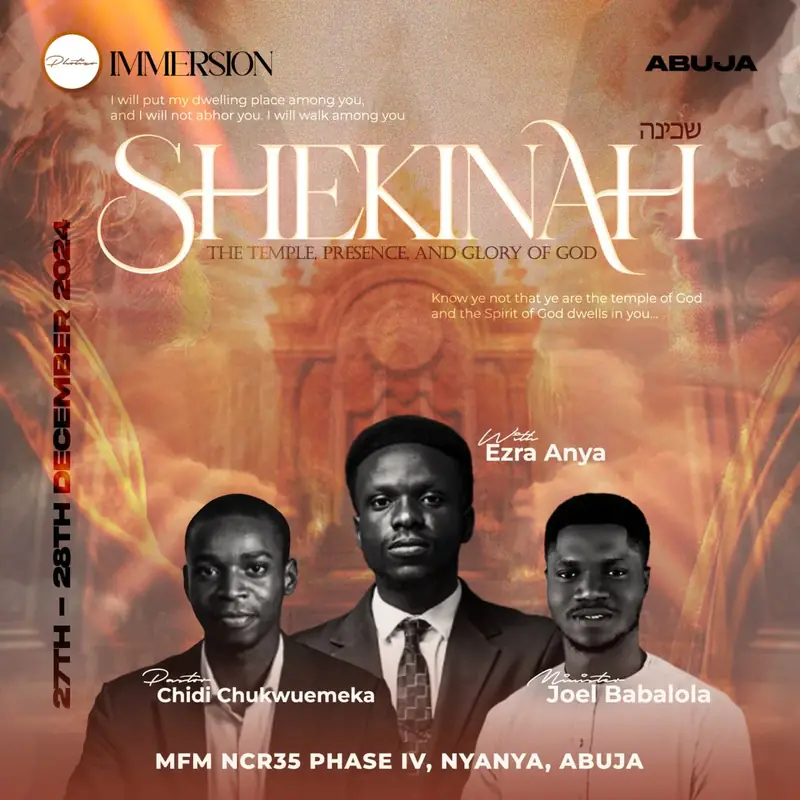 Photizo
IMMERSION
ABUJA
I will put my dwelling place among you,
and I will not abhor you. I will walk among you
שכינה
SHEKINAH
THE TEMPLE, PRESENCE, AND GLORY OF GOD
Know ye not that ye are the temple of God
and the Spirit of God dwells in you...
27TH – 28TH DECEMBER 2024
With
Ezra Anya
Pastor
Chidi Chukwuemeka
Minister
Joel Babalola
MFM NCR35 PHASE IV, NYANYA, ABUJA